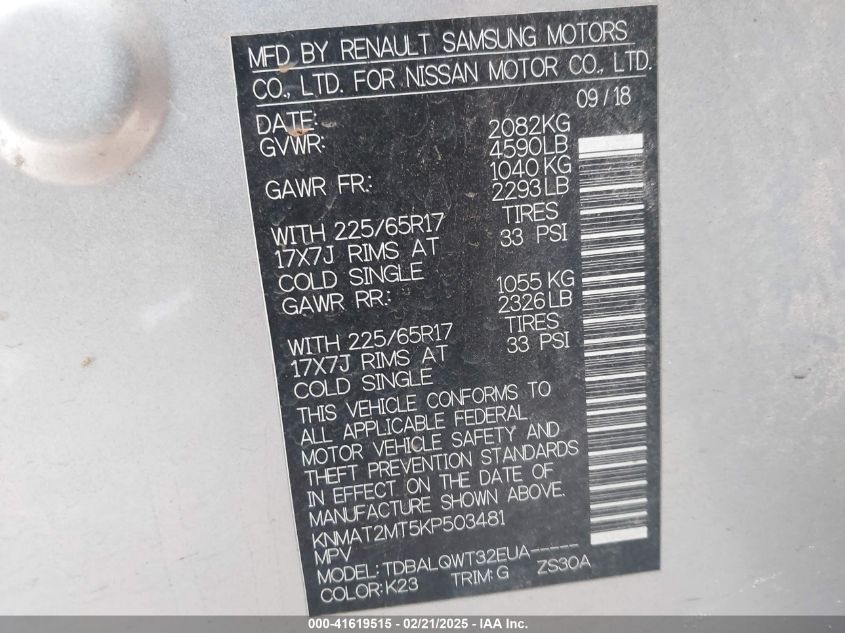 MFD BY RENAULT SAMSUNG MOTORS
CO., LTD. FOR NISSAN MOTOR CO., LTD.
DATE: 09/18
GVWR: 2082KG
4590LB
GAWR FR.: 1040 KG
2293 LB
WITH 225/65R17 TIRES
17X7J RIMS AT 33 PSI
COLD SINGLE
GAWR RR.: 1055 KG
2326 LB
WITH 225/65R17 TIRES
17X7J RIMS AT 33 PSI
COLD SINGLE
THIS VEHICLE CONFORMS TO
ALL APPLICABLE FEDERAL
MOTOR VEHICLE SAFETY AND
THEFT PREVENTION STANDARDS
IN EFFECT ON THE DATE OF
MANUFACTURE SHOWN ABOVE.
KNMAT2MT5KP503481
MPV
MODEL: TDBALQWT32EUA-----
COLOR: K23 TRIM: G ZS30A
000-41619515 - 02/21/2025 - IAA Inc.